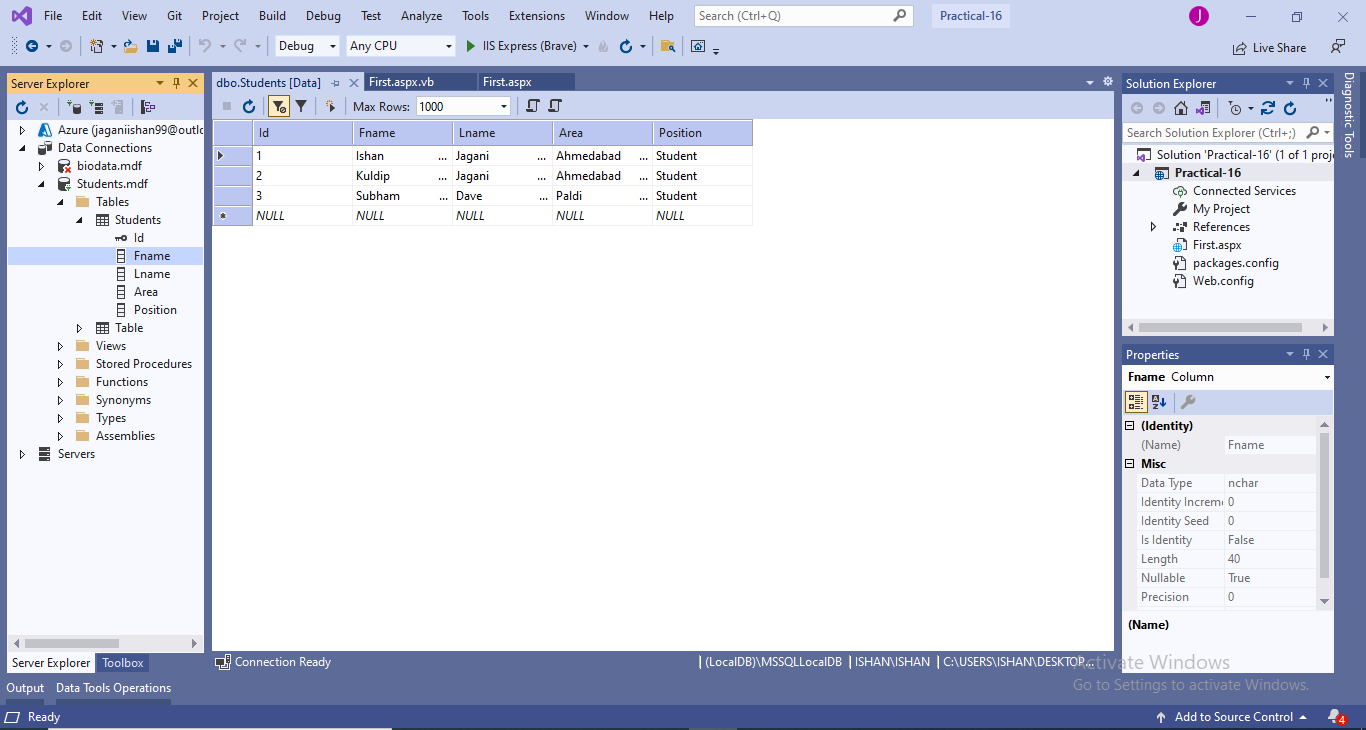 File Edit View Git Project Build Debug Test Analyze Tools Extensions Window Help Search (Ctrl+Q) Practical-16 J
Debug Any CPU IIS Express (Brave) Live Share
Server Explorer
Azure (jaganiishan99@outlo
Data Connections
biodata.mdf
Students.mdf
Tables
Students
Id
Fname
Lname
Area
Position
Table
Views
Stored Procedures
Functions
Synonyms
Types
Assemblies
Servers
Server Explorer Toolbox
dbo.Students [Data] First.aspx.vb First.aspx
Max Rows: 1000
Id Fname Lname Area Position
1 Ishan ... Jagani ... Ahmedabad ... Student
2 Kuldip ... Jagani ... Ahmedabad ... Student
3 Subham ... Dave ... Paldi ... Student
NULL NULL NULL NULL NULL
Connection Ready (LocalDB)\MSSQLLocalDB ISHAN\ISHAN C:\USERS\ISHAN\DESKTOP...
Solution Explorer
Search Solution Explorer (Ctrl+;)
Solution 'Practical-16' (1 of 1 proje
Practical-16
Connected Services
My Project
References
First.aspx
packages.config
Web.config
Diagnostic Tools
Properties
Fname Column
(Identity)
(Name) Fname
Misc
Data Type nchar
Identity Increme 0
Identity Seed 0
Is Identity False
Length 40
Nullable True
Precision 0
(Name)
Activate Windows
Go to Settings to activate Windows.
Output Data Tools Operations
Ready Add to Source Control 4